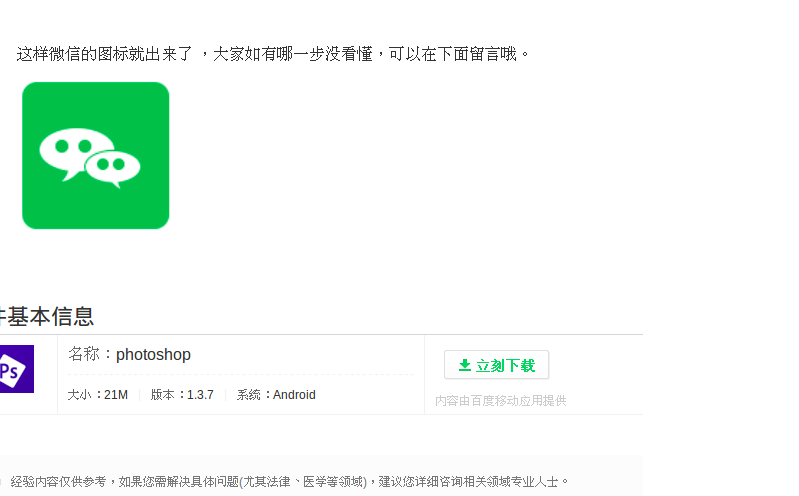 这样微信的图标就出来了，大家如有哪一步没看懂，可以在下面留言哦。
件基本信息
Ps
名称：photoshop
大小：21M 版本：1.3.7 系统：Android
立刻下载
内容由百度移动应用提供
经验内容仅供参考，如果您需解决具体问题(尤其法律、医学等领域)，建议您详细咨询相关领域专业人士。